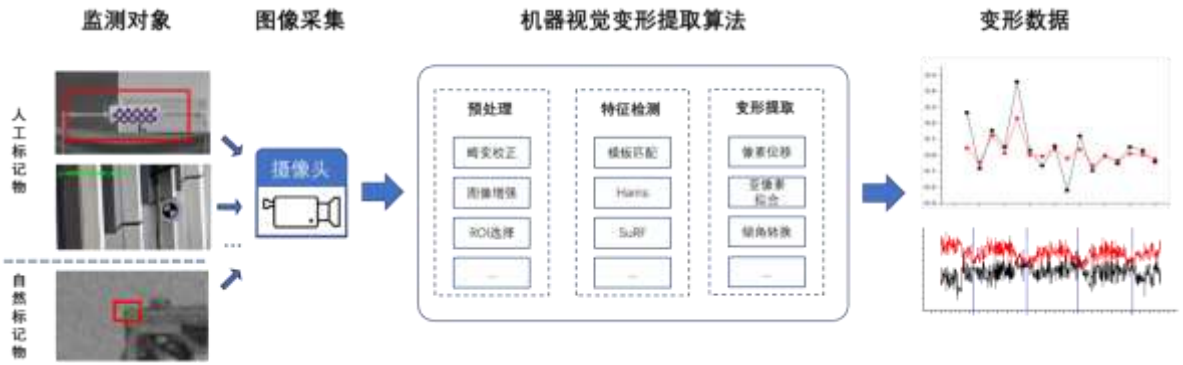 监测对象
图像采集
机器视觉变形提取算法
变形数据
人工标记物
自然标记物
...
摄像头
预处理
畸变校正
图像增强
ROI选择
...
特征检测
模板匹配
Harris
SuRF
...
变形提取
像素位移
亚像素
拟合
倾角转换
...